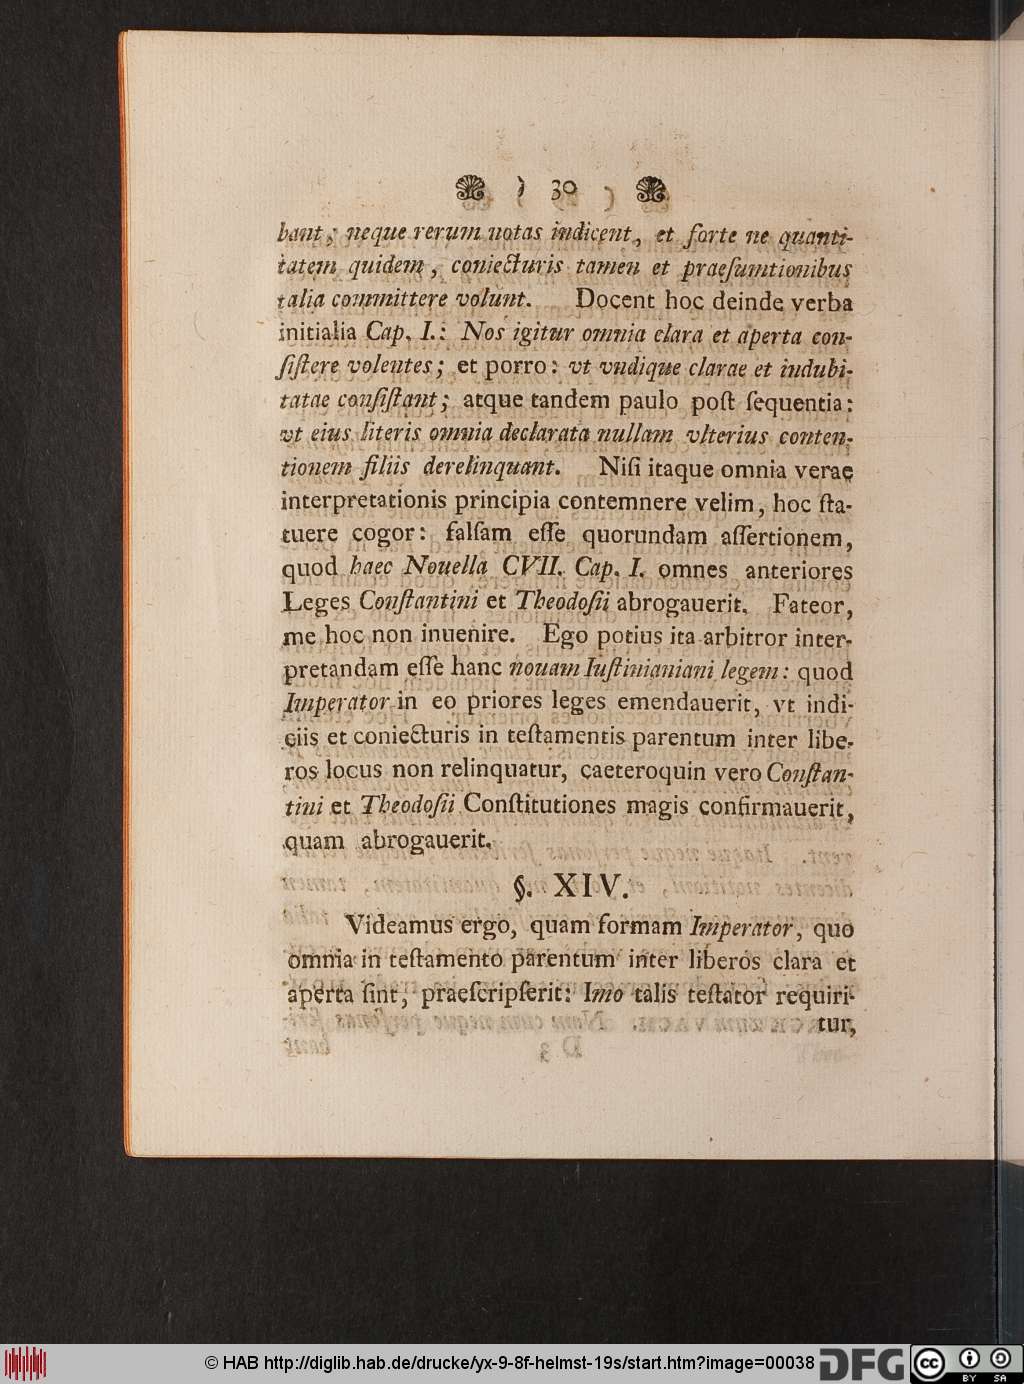 ) 30 (
bant, neque rerum notas indicent, et forte ne quanti-
tatem quidem, coniecturis tamen et praeſumtionibus
talia committere volunt. Docent hoc deinde verba
initialia Cap. I.: Nos igitur omnia clara et aperta con-
ſiſtere volentes; et porro: vt vndique clarae et indubi-
tatae conſiſtant; atque tandem paulo poſt ſequentia:
vt eius literis omnia declarata nullam vlterius conten-
tionem filiis derelinquant. Niſi itaque omnia verae
interpretationis principia contemnere velim, hoc ſta-
tuere cogor: falſam eſſe quorundam aſſertionem,
quod haec Nouella CVII. Cap. I. omnes anteriores
Leges Conſtantini et Theodoſii abrogauerit. Fateor,
me hoc non inuenire. Ego potius ita arbitror inter-
pretandam eſſe hanc nouam Iuſtinianiani legem: quod
Imperator in eo priores leges emendauerit, vt indi-
ciis et coniecturis in teſtamentis parentum inter libe-
ros locus non relinquatur, caeteroquin vero Conſtan-
tini et Theodoſii Conſtitutiones magis confirmauerit,
quam abrogauerit.
§. XIV.
Videamus ergo, quam formam Imperator, quo
omnia in teſtamento parentum inter liberos clara et
aperta ſint, praeſcripſerit: Imo talis teſtator requiri-
tur,
© HAB http://diglib.hab.de/drucke/yx-9-8f-helmst-19s/start.htm?image=00038
DFG
cc
BY SA